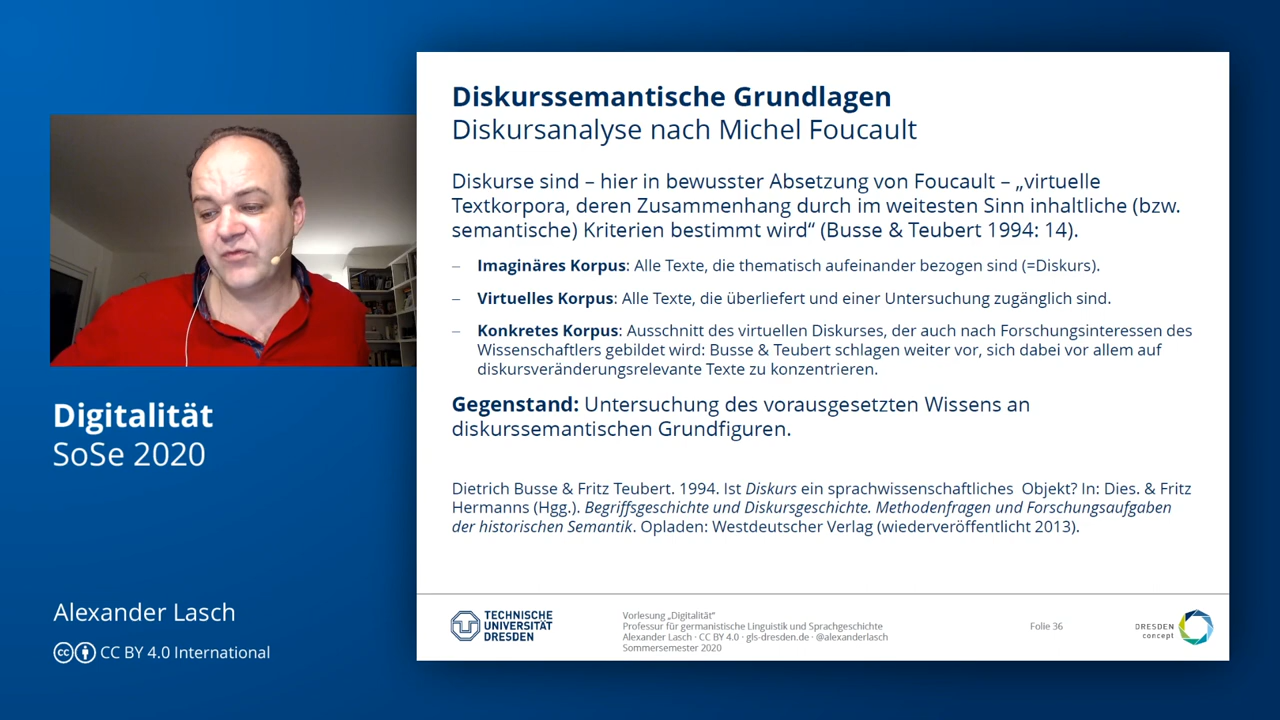 Diskurssemantische Grundlagen
Diskursanalyse nach Michel Foucault
Diskurse sind – hier in bewusster Absetzung von Foucault – „virtuelle
Textkorpora, deren Zusammenhang durch im weitesten Sinn inhaltliche (bzw.
semantische) Kriterien bestimmt wird“ (Busse & Teubert 1994: 14).
– Imaginäres Korpus: Alle Texte, die thematisch aufeinander bezogen sind (=Diskurs).
– Virtuelles Korpus: Alle Texte, die überliefert und einer Untersuchung zugänglich sind.
– Konkretes Korpus: Ausschnitt des virtuellen Diskurses, der auch nach Forschungsinteressen des
Wissenschaftlers gebildet wird: Busse & Teubert schlagen weiter vor, sich dabei vor allem auf
diskursveränderungsrelevante Texte zu konzentrieren.
Gegenstand: Untersuchung des vorausgesetzten Wissens an
diskurssemantischen Grundfiguren.
Dietrich Busse & Fritz Teubert. 1994. Ist Diskurs ein sprachwissenschaftliches Objekt? In: Dies. & Fritz
Hermanns (Hgg.). Begriffsgeschichte und Diskursgeschichte. Methodenfragen und Forschungsaufgaben
der historischen Semantik. Opladen: Westdeutscher Verlag (wiederveröffentlicht 2013).
Digitalität
SoSe 2020
Alexander Lasch
CC BY 4.0 International
TECHNISCHE
UNIVERSITÄT
DRESDEN
Vorlesung „Digitalität“
Professur für germanistische Linguistik und Sprachgeschichte
Alexander Lasch · CC BY 4.0 · gls-dresden.de · @alexanderlasch
Sommersemester 2020
Folie 36
DRESDEN
concept